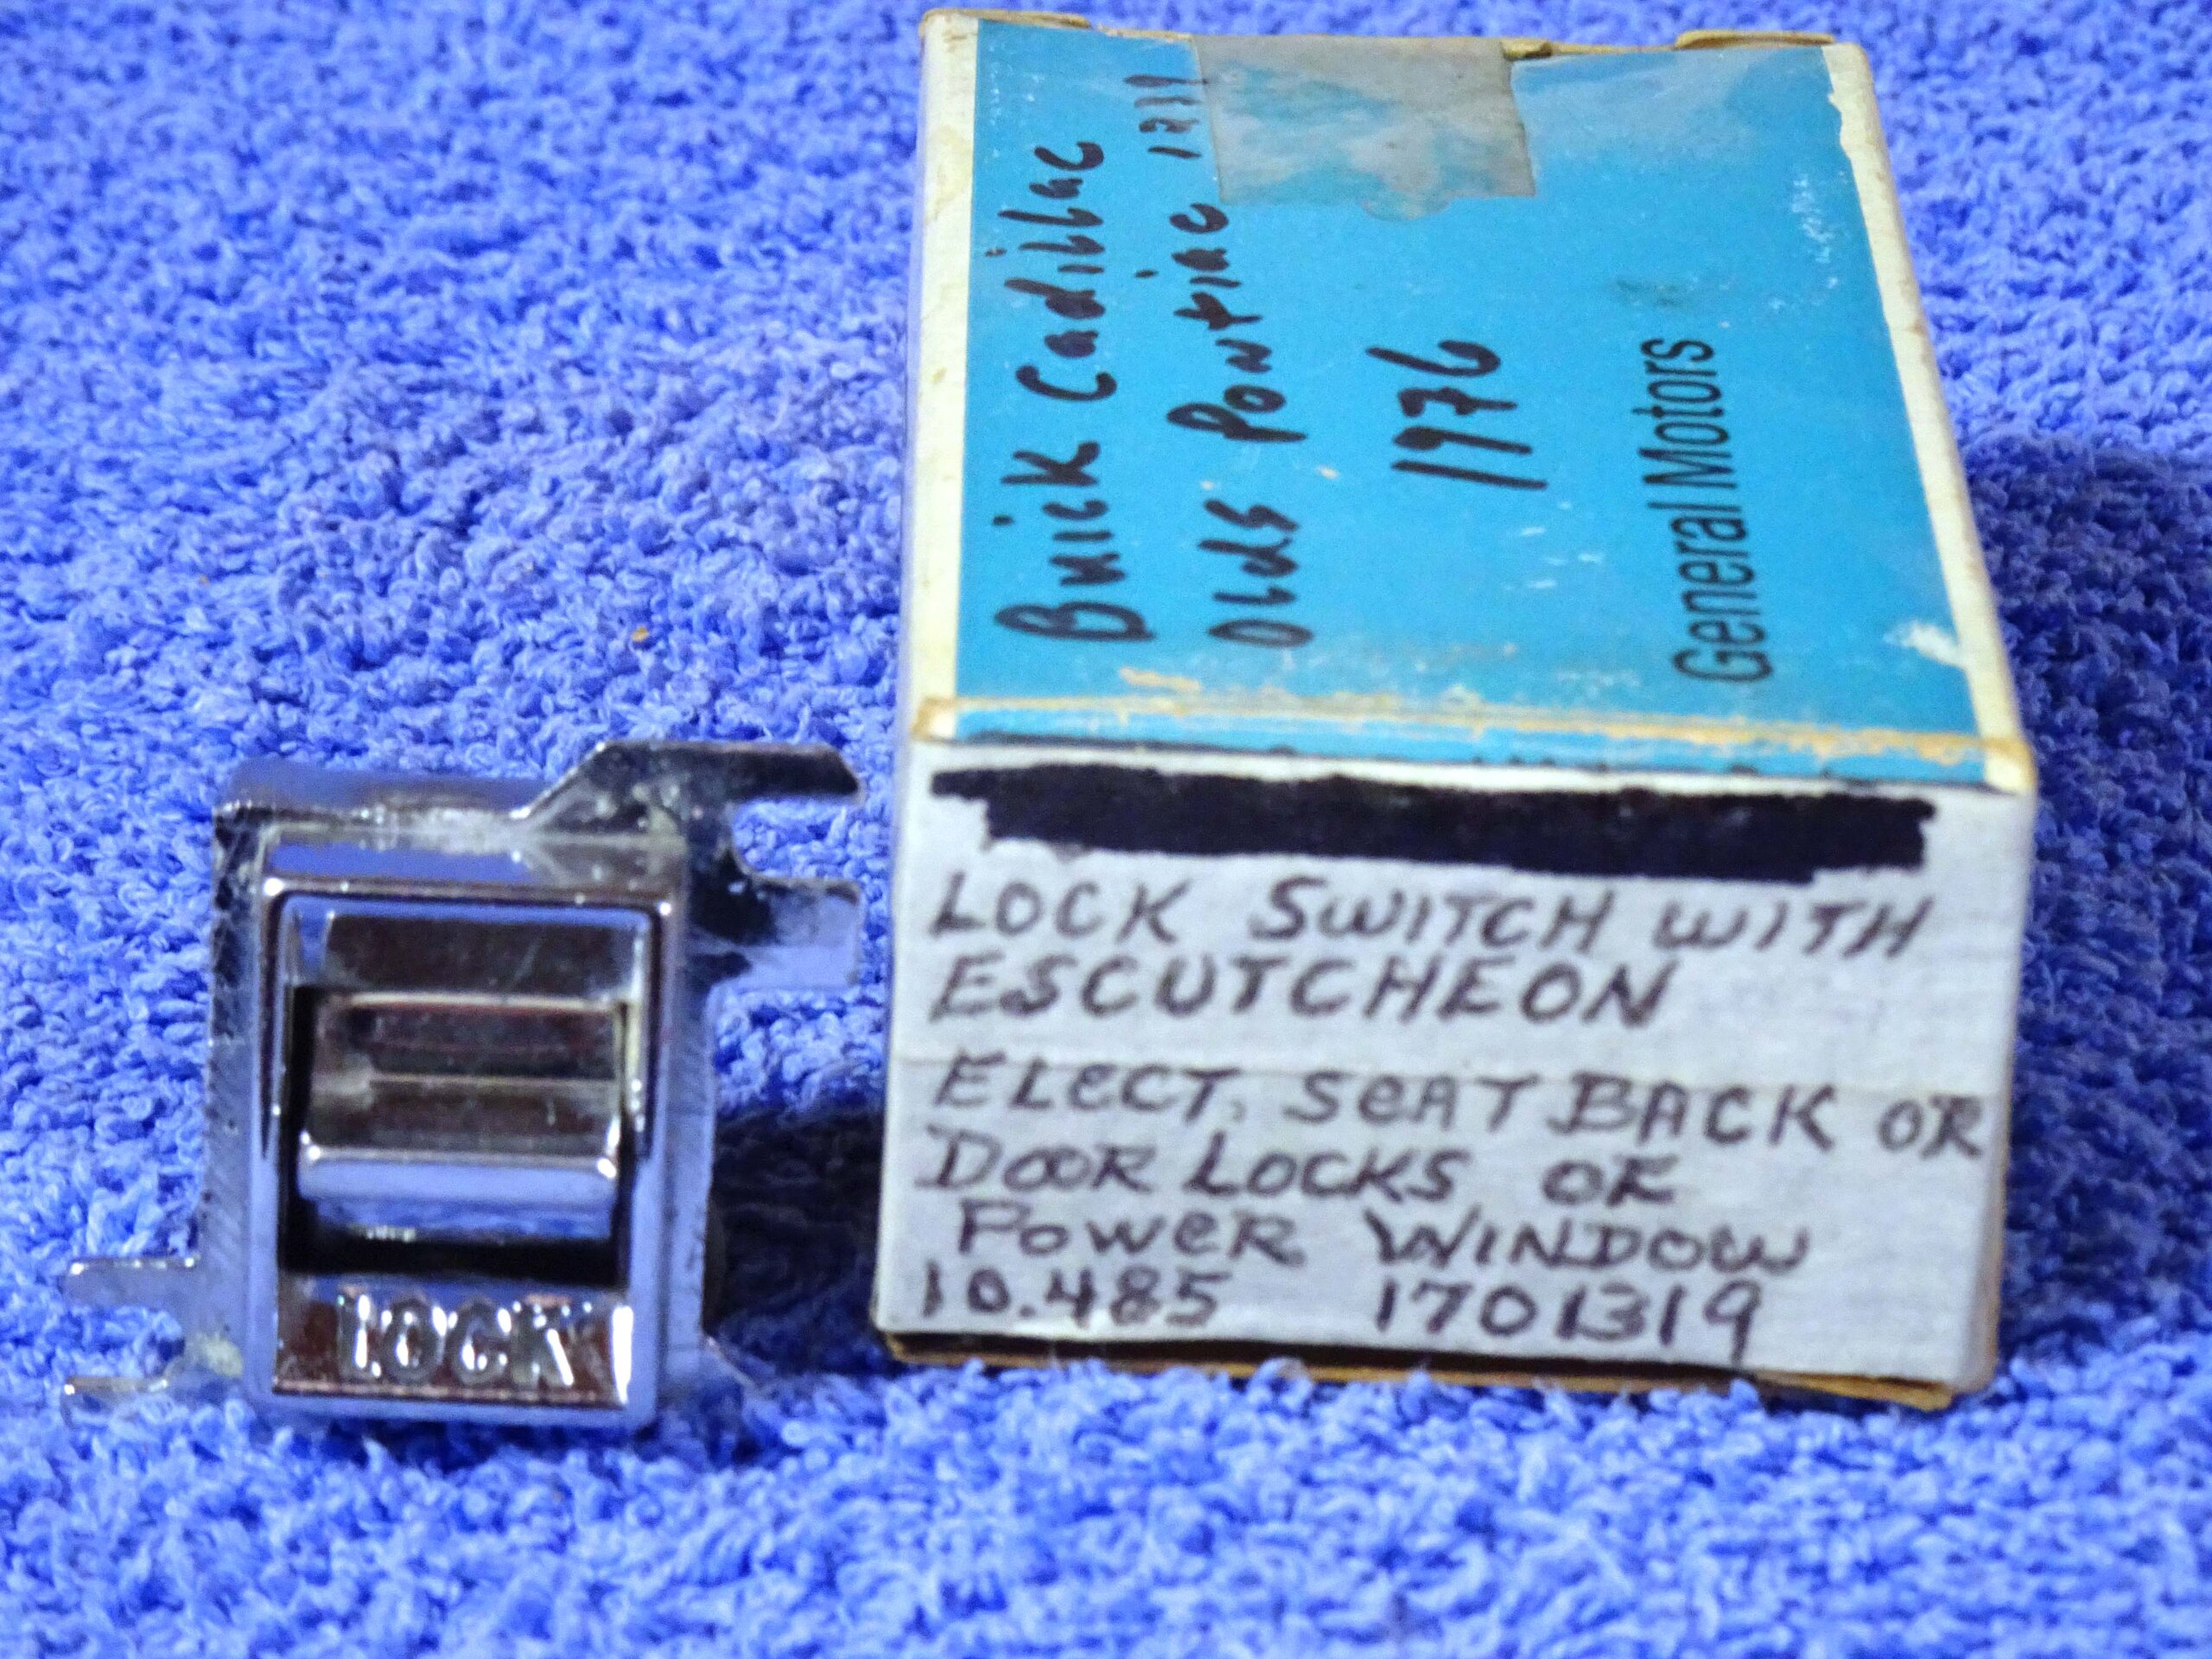 Buick Cadillac
Olds Pontiac
1976
General Motors
LOCK SWITCH WITH
ESCUTCHEON
ELECT. SEAT BACK OR
DOOR LOCKS OR
POWER WINDOW
10.485 1701319
LOCK